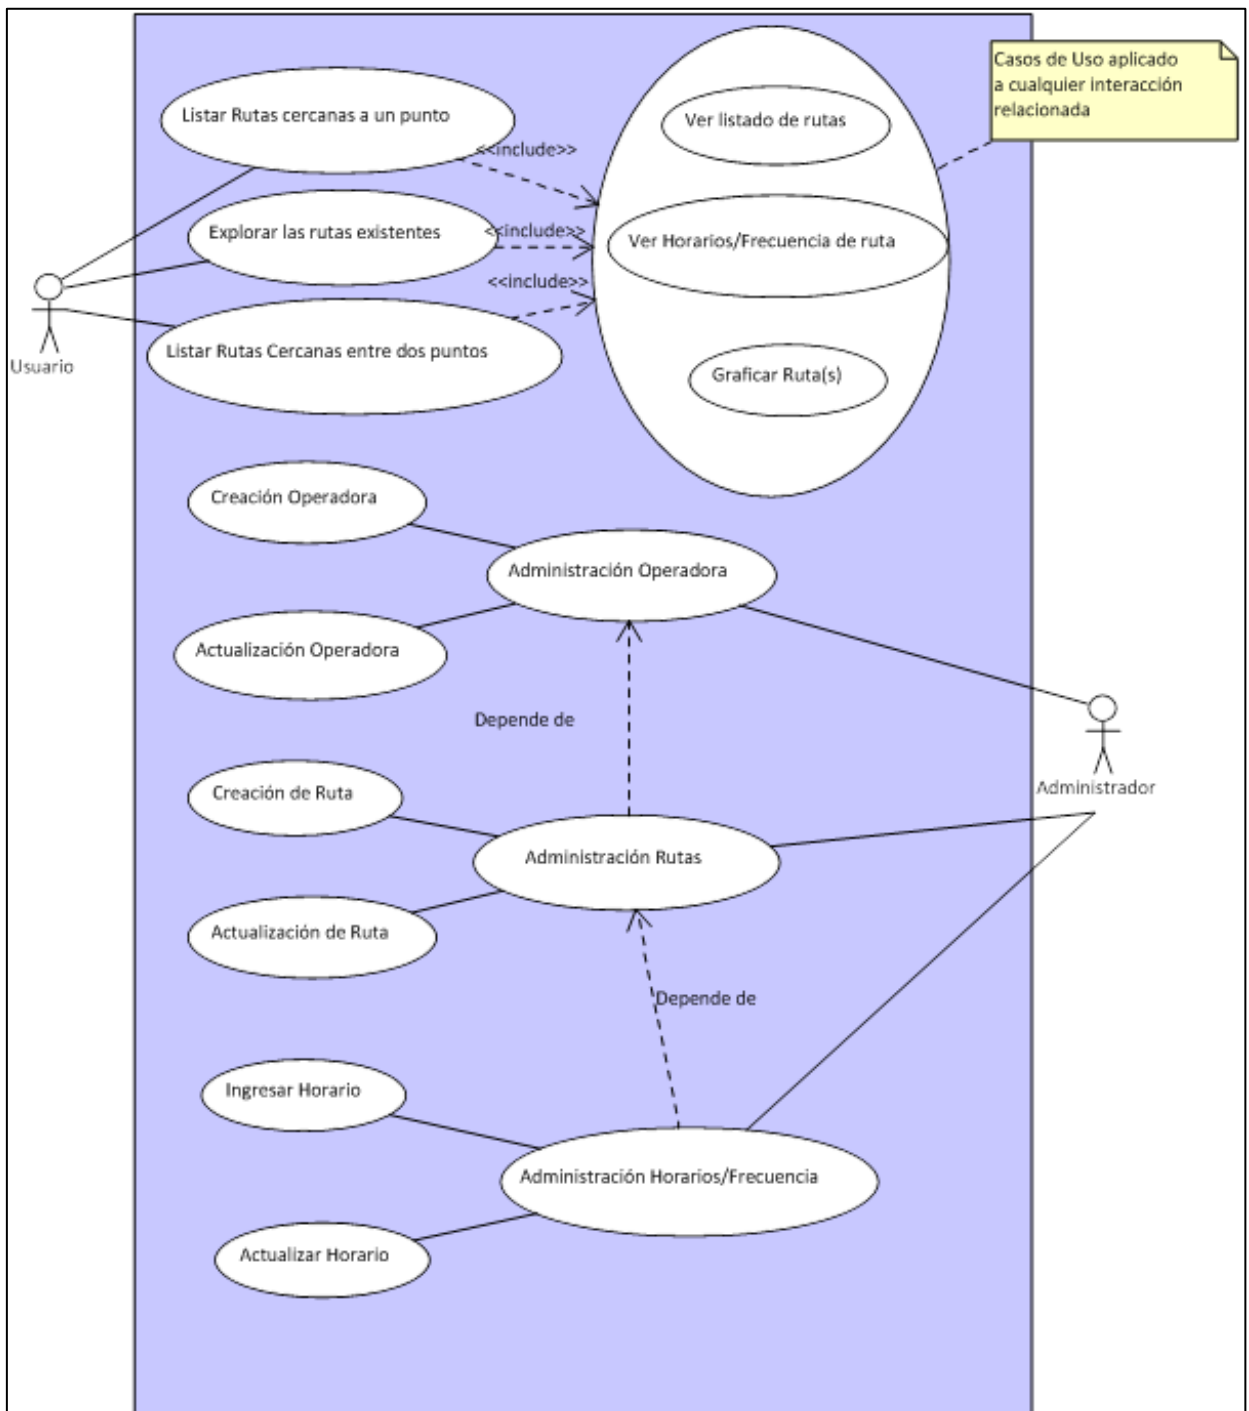 Casos de Uso aplicado
a cualquier interacción
relacionada
Listar Rutas cercanas a un punto
Ver listado de rutas
<<include>>
Explorar las rutas existentes
<<include>>
Ver Horarios/Frecuencia de ruta
<<include>>
Listar Rutas Cercanas entre dos puntos
Usuario
Graficar Ruta(s)
Creación Operadora
Administración Operadora
Actualización Operadora
Depende de
Administrador
Creación de Ruta
Administración Rutas
Actualización de Ruta
Depende de
Ingresar Horario
Administración Horarios/Frecuencia
Actualizar Horario